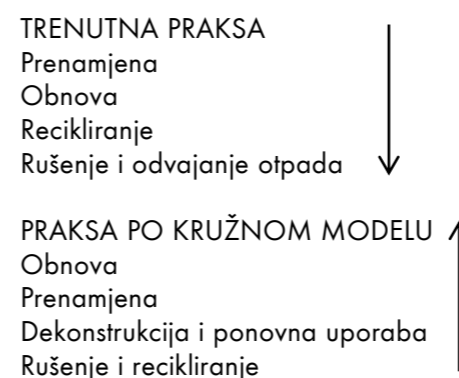 TRENUTNA PRAKSA
Prenamjena
Obnova
Recikliranje
Rušenje i odvajanje otpada
PRAKSA PO KRUŽNOM MODELU
Obnova
Prenamjena
Dekonstrukcija i ponovna uporaba
Rušenje i recikliranje